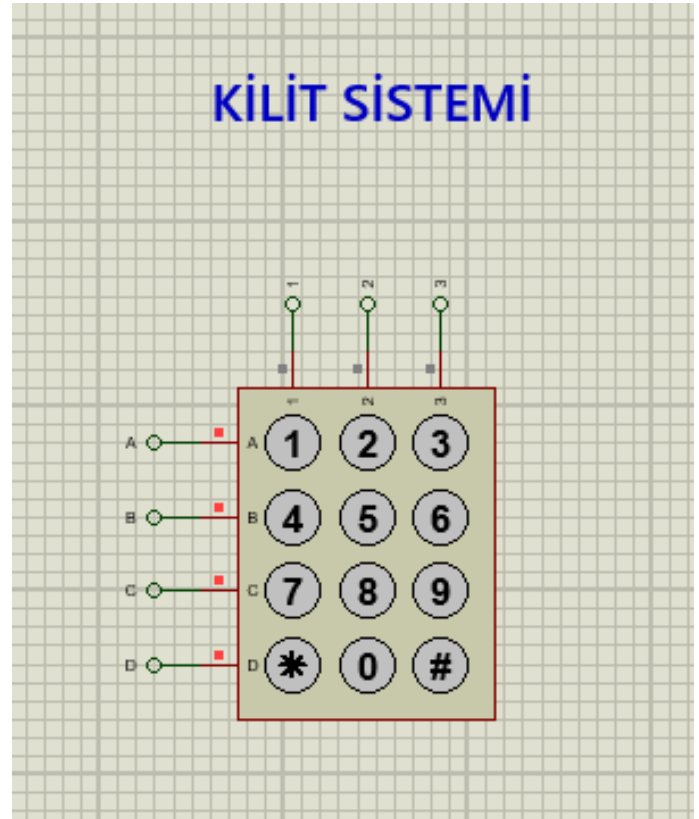 KİLİT SİSTEMİ
1 2 3
1 2 3
A A 1 2 3
B B 4 5 6
C C 7 8 9
D D * 0 #